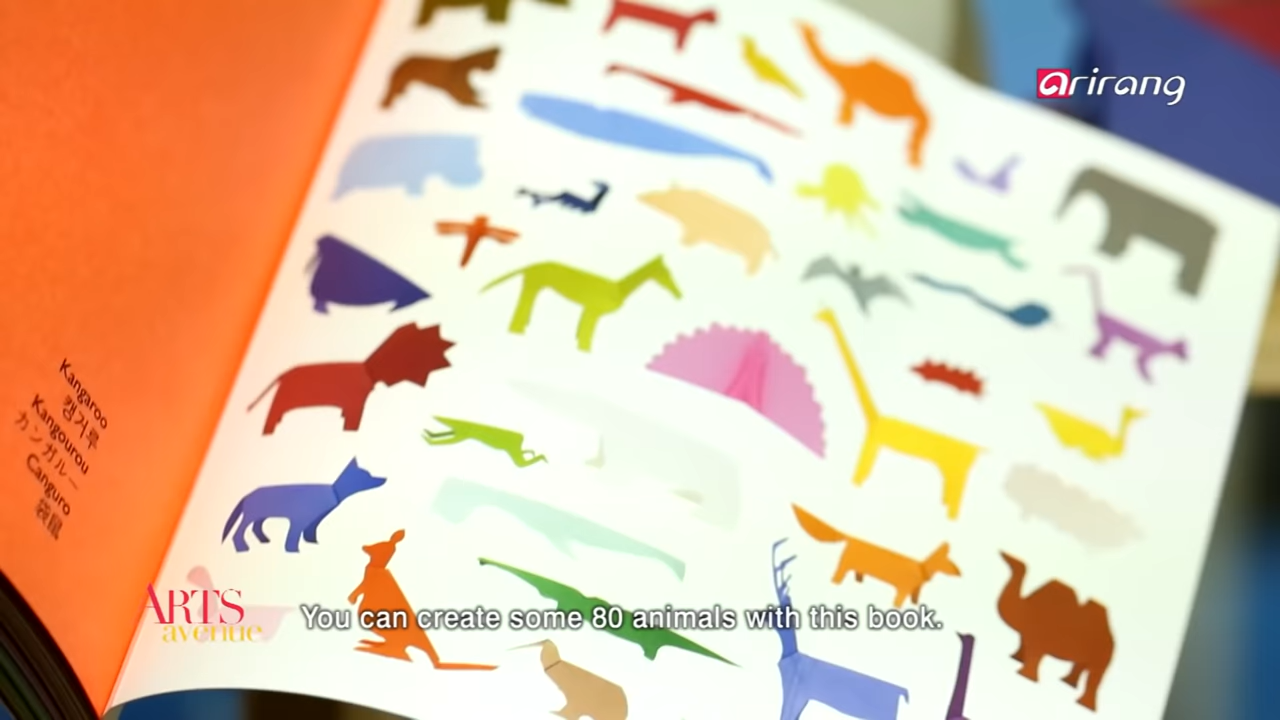 arirang
Kangaroo
캥거루
Kangourou
カンガルー
Canguro
袋鼠
You can create some 80 animals with this book.
ARTS
avenue